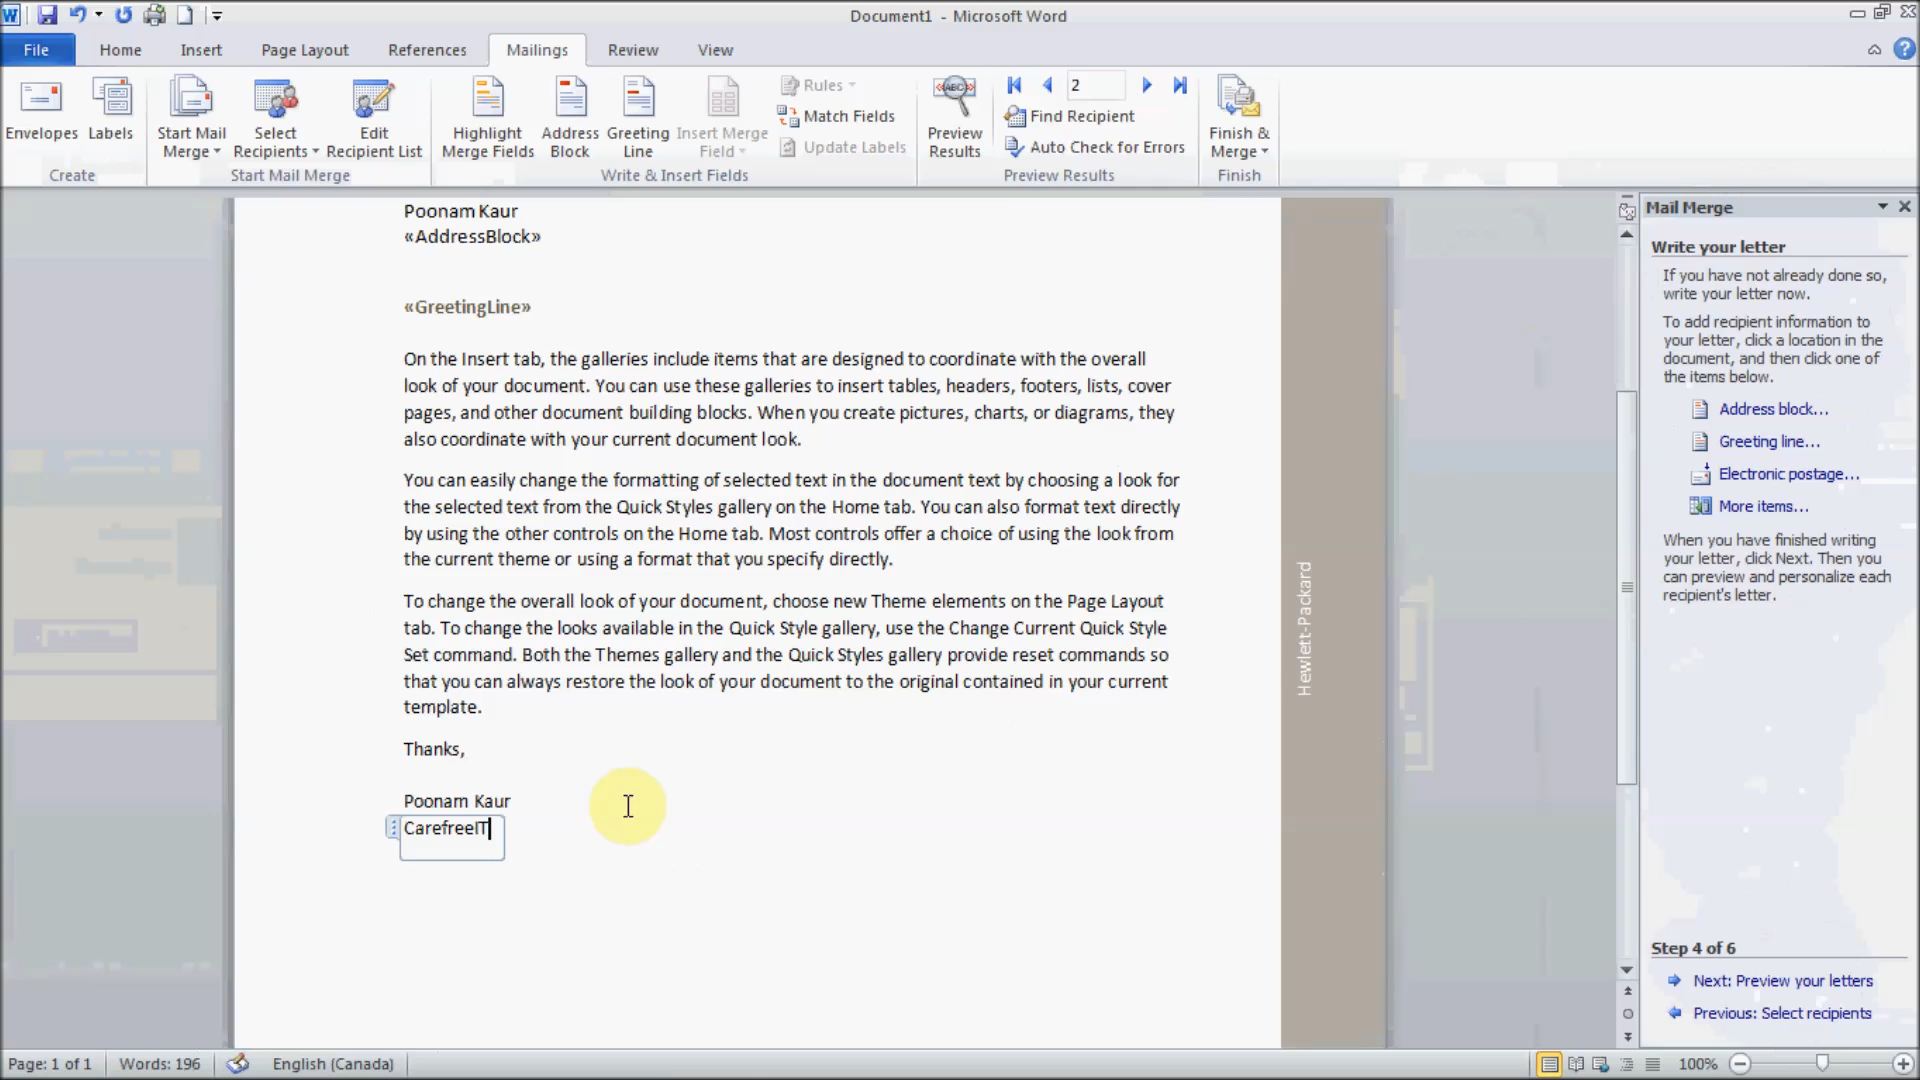 Document1 - Microsoft Word
File
Home
Insert
Page Layout
References
Mailings
Review
View
Envelopes
Labels
Start Mail
Merge
Select
Recipients
Edit
Recipient List
Highlight
Merge Fields
Address
Block
Greeting
Line
Insert Merge
Field
Rules
Match Fields
Update Labels
ABC
Preview
Results
2
Find Recipient
Auto Check for Errors
Finish &
Merge
Create
Start Mail Merge
Write & Insert Fields
Preview Results
Finish
Poonam Kaur
«AddressBlock»
«GreetingLine»
On the Insert tab, the galleries include items that are designed to coordinate with the overall
look of your document. You can use these galleries to insert tables, headers, footers, lists, cover
pages, and other document building blocks. When you create pictures, charts, or diagrams, they
also coordinate with your current document look.
You can easily change the formatting of selected text in the document text by choosing a look for
the selected text from the Quick Styles gallery on the Home tab. You can also format text directly
by using the other controls on the Home tab. Most controls offer a choice of using the look from
the current theme or using a format that you specify directly.
To change the overall look of your document, choose new Theme elements on the Page Layout
tab. To change the looks available in the Quick Style gallery, use the Change Current Quick Style
Set command. Both the Themes gallery and the Quick Styles gallery provide reset commands so
that you can always restore the look of your document to the original contained in your current
template.
Thanks,
Poonam Kaur
CarefreeIT
Hewlett-Packard
Mail Merge
Write your letter
If you have not already done so,
write your letter now.
To add recipient information to
your letter, click a location in the
document, and then click one of
the items below.
Address block...
Greeting line...
Electronic postage...
More items...
When you have finished writing
your letter, click Next. Then you
can preview and personalize each
recipient's letter.
Step 4 of 6
Next: Preview your letters
Previous: Select recipients
Page: 1 of 1
Words: 196
English (Canada)
100%